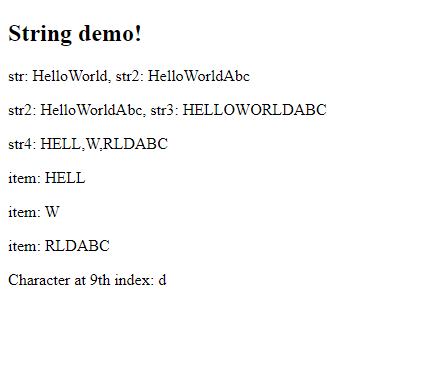 String demo!
str: HelloWorld, str2: HelloWorldAbc
str2: HelloWorldAbc, str3: HELLOWORLDABC
str4: HELL,W,RLDABC
item: HELL
item: W
item: RLDABC
Character at 9th index: d